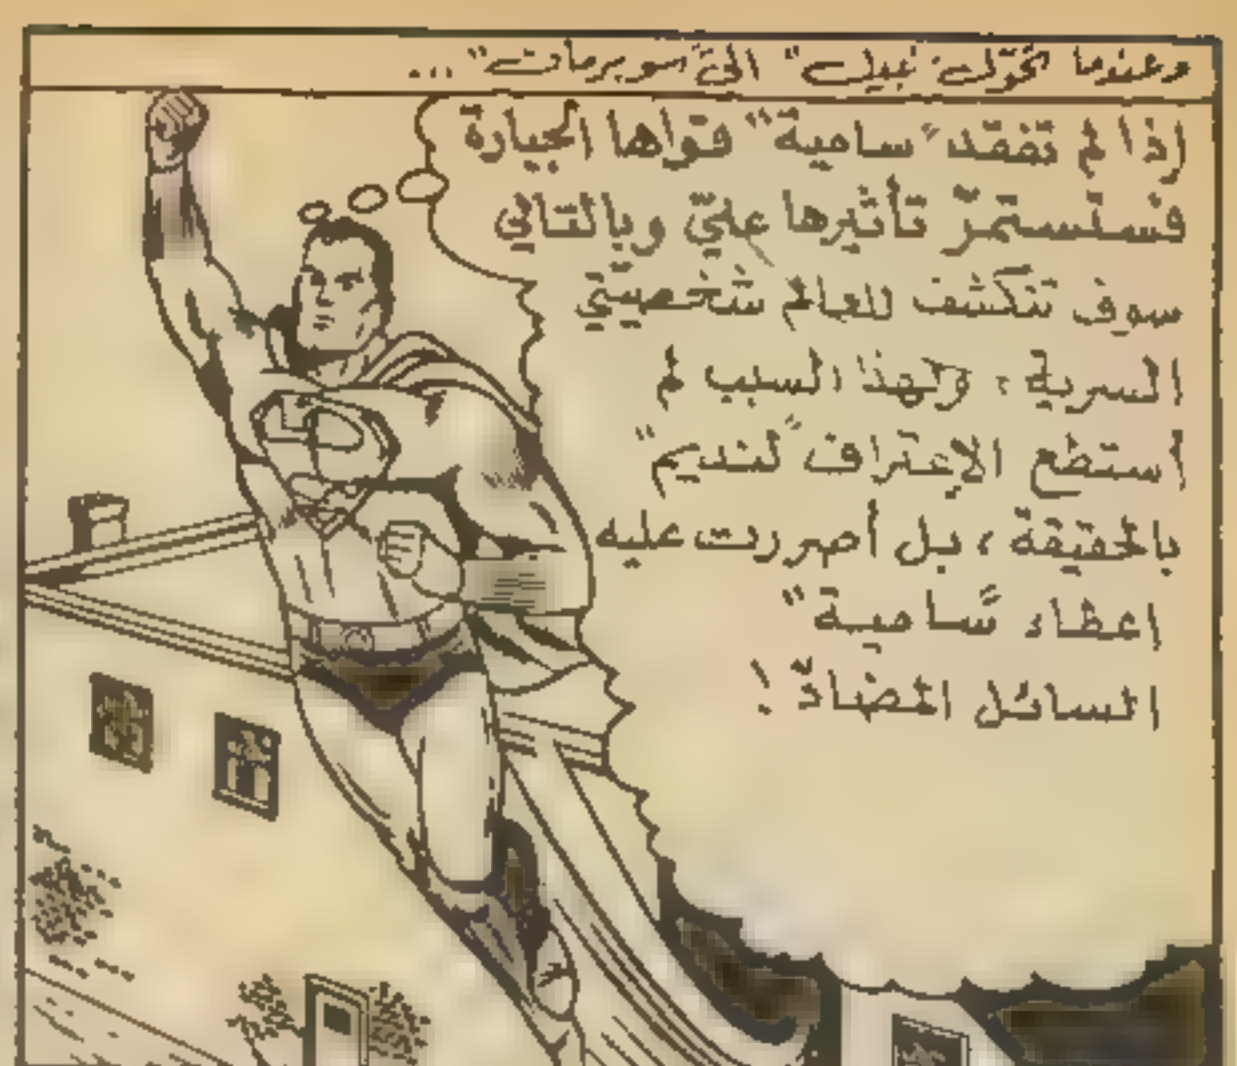 وعندما تحوّل "نبيل" الى "سوبرمان" ...
إذا لم تفقد "سامية" قواها الجبارة
فستستمرّ تأثيرها عليّ وبالتالي
سوف تنكشف للعالم شخصيتي
السرية، ولهذا السبب لم
أستطع الإعتراف "لنديم"
بالحقيقة، بل أصررت عليه
اعطاء "سامية"
السائل المضادّ!